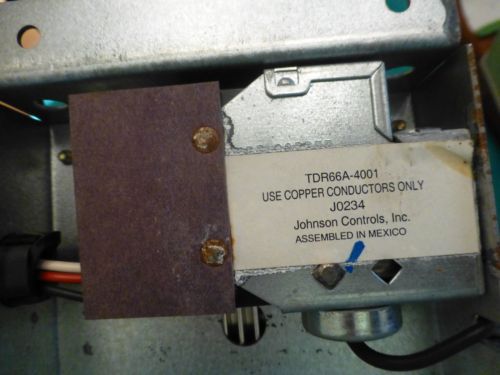 TDR66A-4001
USE COPPER CONDUCTORS ONLY
J0234
Johnson Controls, Inc.
ASSEMBLED IN MEXICO